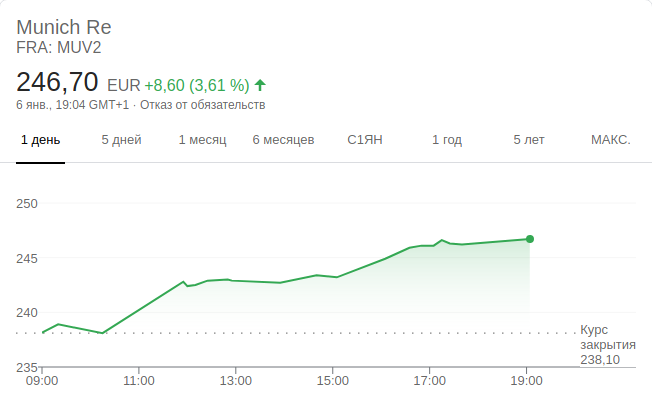 Munich Re
FRA: MUV2
246,70 EUR +8,60 (3,61 %)
6 янв., 19:04 GMT+1 · Отказ от обязательств
1 день 5 дней 1 месяц 6 месяцев С1ЯН 1 год 5 лет МАКС.
250
245
240
Курс
закрытия
238,10
235
09:00 11:00 13:00 15:00 17:00 19:00